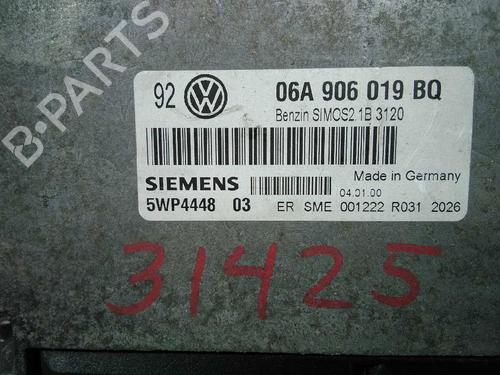 B-PARTS
92 06A 906 019 BQ
Benzin SIMOS2.1B 3120
SIEMENS Made in Germany
04.01.00
5WP4448 03 ER SME 001222 R031 2026
31425